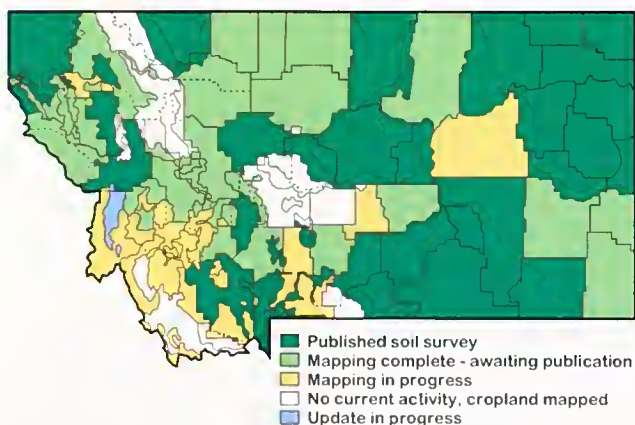 Published soil survey
Mapping complete - awaiting publication
Mapping in progress
No current activity, cropland mapped
Update in progress